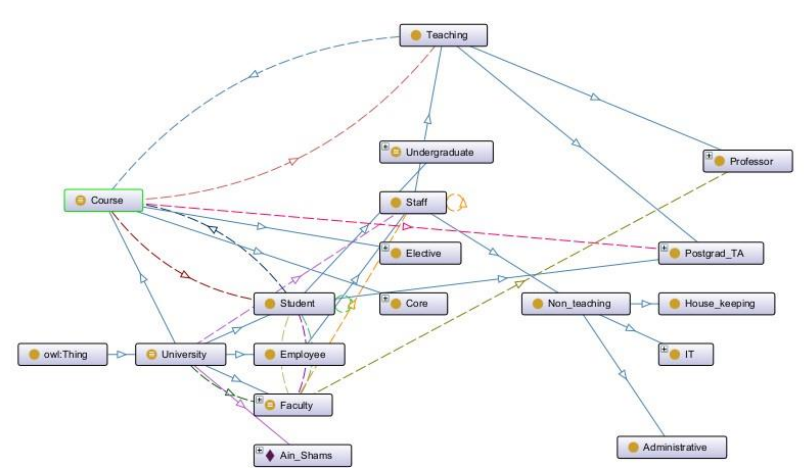 Teaching
Undergraduate
Professor
Course
Staff
Elective
Postgrad_TA
Student
Core
Non_teaching
House_keeping
owl:Thing
University
Employee
IT
Faculty
Administrative
Ain_Shams